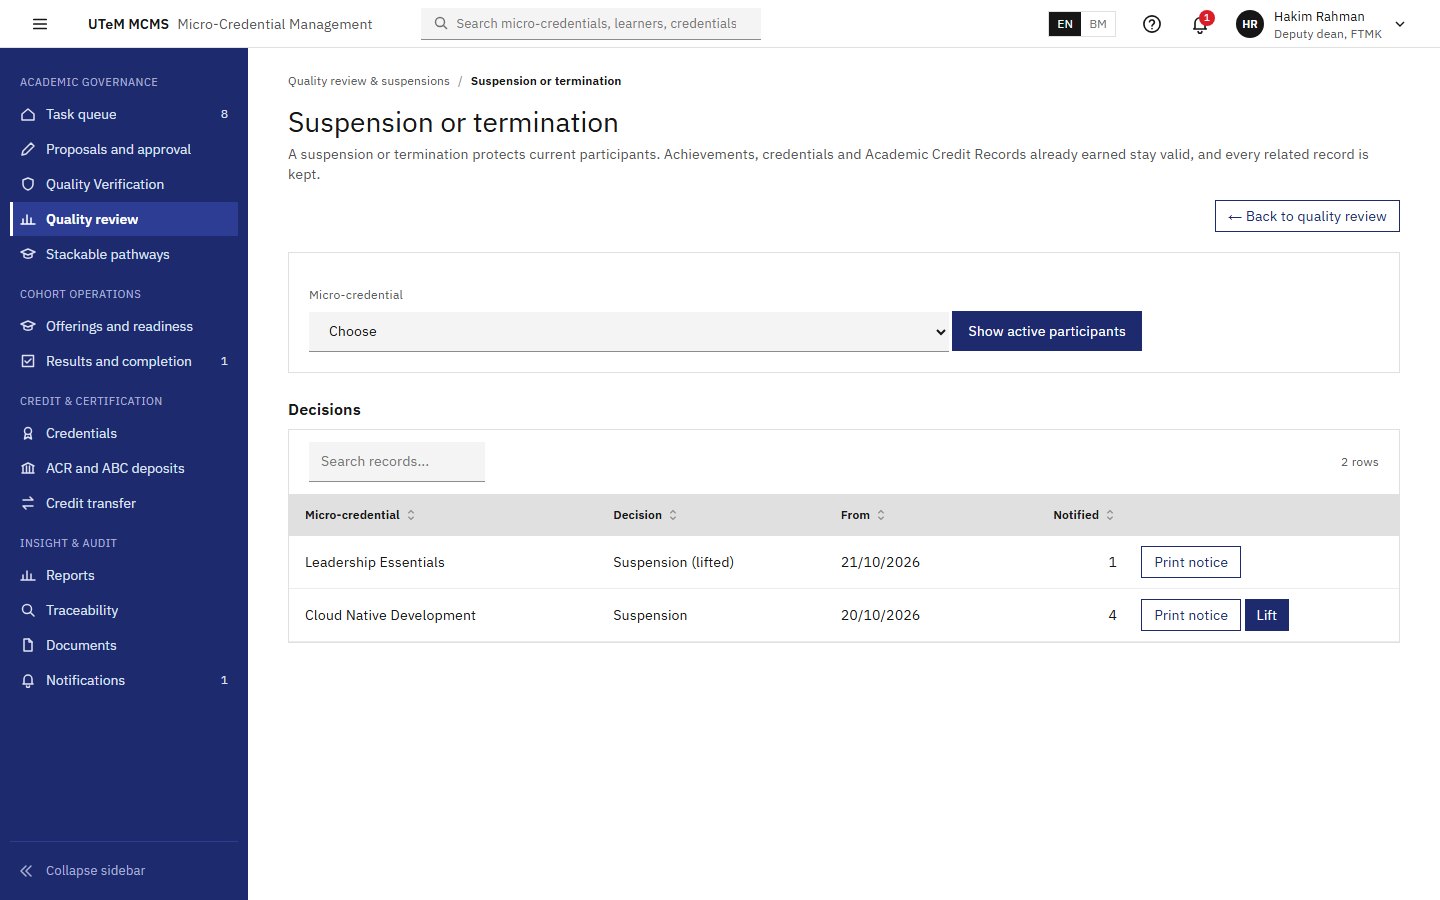 UTeM MCMS Micro-Credential Management
Search micro-credentials, learners, credentials
EN BM
1
HR
Hakim Rahman
Deputy dean, FTMK
ACADEMIC GOVERNANCE
Task queue 8
Proposals and approval
Quality Verification
Quality review
Stackable pathways
COHORT OPERATIONS
Offerings and readiness
Results and completion 1
CREDIT & CERTIFICATION
Credentials
ACR and ABC deposits
Credit transfer
INSIGHT & AUDIT
Reports
Traceability
Documents
Notifications 1
Collapse sidebar
Quality review & suspensions / Suspension or termination
Suspension or termination
A suspension or termination protects current participants. Achievements, credentials and Academic Credit Records already earned stay valid, and every related record is
kept.
← Back to quality review
Micro-credential
Choose Show active participants
Decisions
Search records... 2 rows
Micro-credential Decision From Notified
Leadership Essentials Suspension (lifted) 21/10/2026 1 Print notice
Cloud Native Development Suspension 20/10/2026 4 Print notice Lift